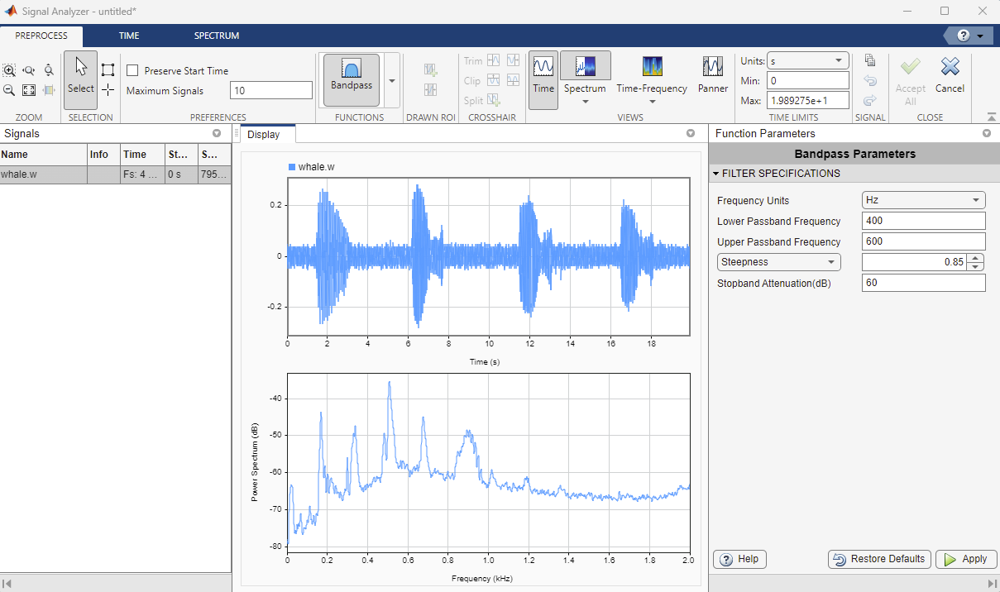 Signal Analyzer - untitled*
PREPROCESS TIME SPECTRUM
Select
Preserve Start Time
Maximum Signals 10
Bandpass
Trim
Clip
Split
Time Spectrum Time-Frequency Panner
Units: s
Min: 0
Max: 1.989275e+1
Accept All
Cancel
ZOOM SELECTION PREFERENCES FUNCTIONS DRAWN ROI CROSSHAIR VIEWS TIME LIMITS SIGNAL CLOSE
Signals
Name Info Time St... S...
whale.w Fs: 4 ... 0 s 795...
Display
whale.w
0.2
0
-0.2
0 2 4 6 8 10 12 14 16 18
Time (s)
Power Spectrum (dB)
-40
-50
-60
-70
-80
0 0.2 0.4 0.6 0.8 1.0 1.2 1.4 1.6 1.8 2.0
Frequency (kHz)
Function Parameters
Bandpass Parameters
FILTER SPECIFICATIONS
Frequency Units Hz
Lower Passband Frequency 400
Upper Passband Frequency 600
Steepness 0.85
Stopband Attenuation(dB) 60
? Help Restore Defaults Apply